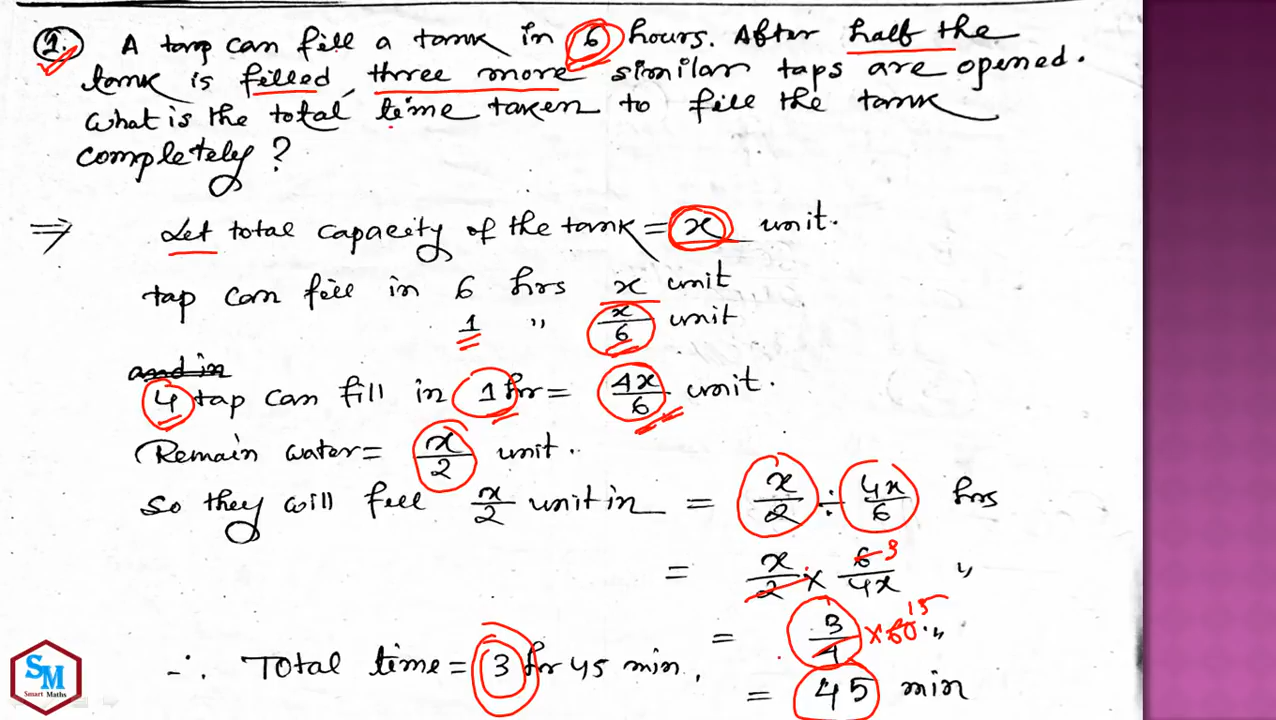 1. A tap can fill a tank in 6 hours. After half the
tank is filled, three more similar taps are opened.
What is the total time taken to fill the tank
completely?
⇒ Let total capacity of the tank = x unit.
tap can fill in 6 hrs x unit
1 " x/6 unit
and in
4 tap can fill in 1 hr = 4x/6 unit.
Remain water = x/2 unit.
So they will fill x/2 unit in = x/2 ÷ 4x/6 hrs
= x/2 × 6/4x "
3
= 3/4 × 60 "
15
∴ Total time = 3 hr 45 min.
= 45 min
SM
Smart Maths